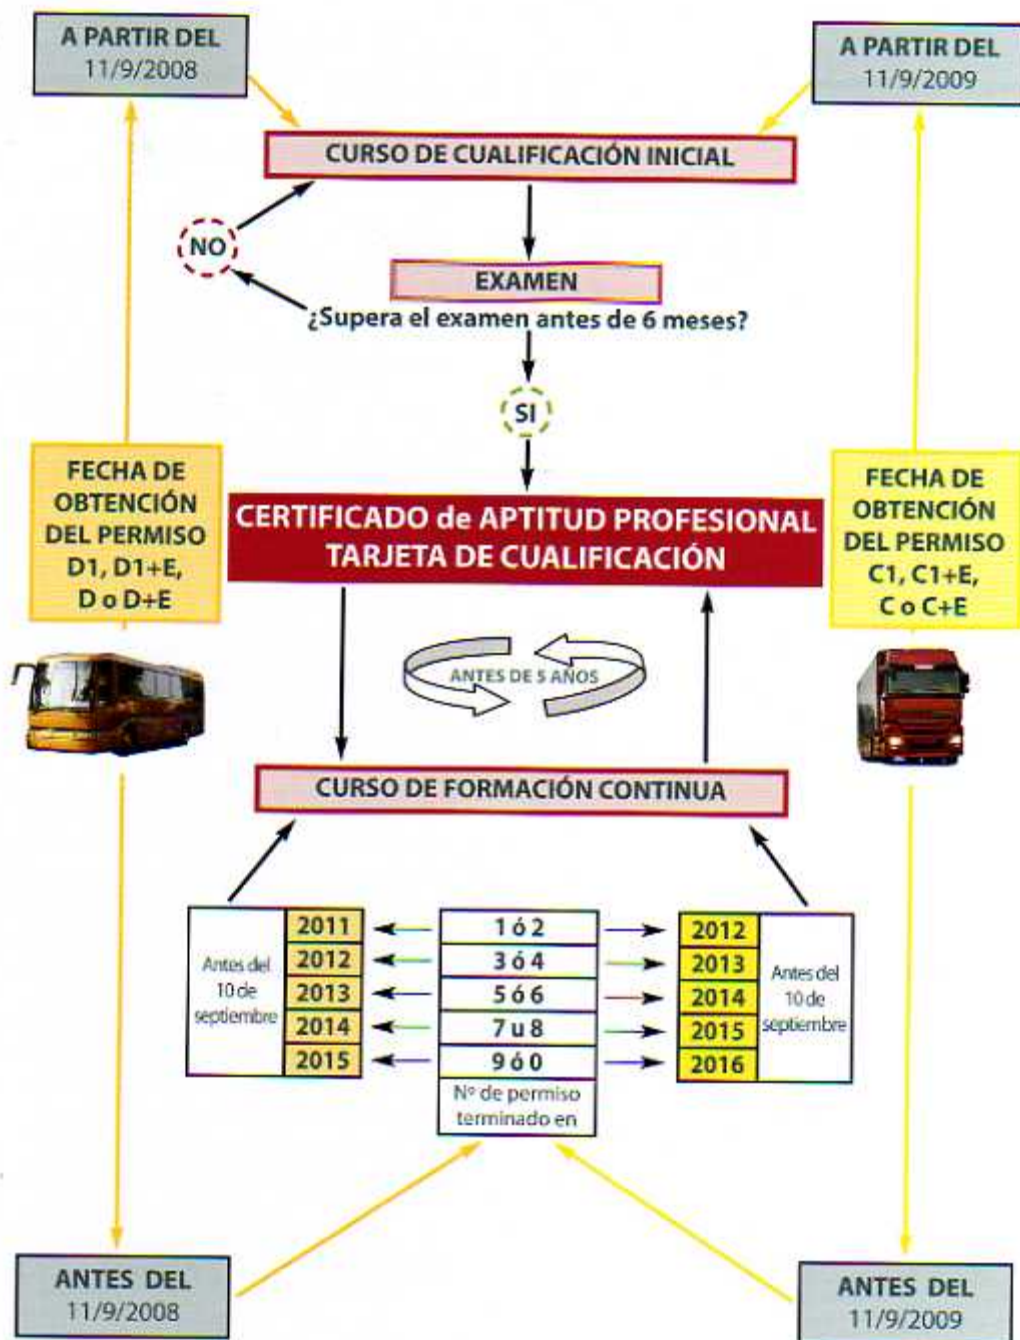 A PARTIR DEL
11/9/2008
A PARTIR DEL
11/9/2009
CURSO DE CUALIFICACIÓN INICIAL
NO
EXAMEN
¿Supera el examen antes de 6 meses?
SI
FECHA DE
OBTENCIÓN
DEL PERMISO
D1, D1+E,
D o D+E
CERTIFICADO de APTITUD PROFESIONAL
TARJETA DE CUALIFICACIÓN
FECHA DE
OBTENCIÓN
DEL PERMISO
C1, C1+E,
C o C+E
ANTES DE 5 AÑOS
CURSO DE FORMACIÓN CONTINUA
Antes del
10 de
septiembre
2011
2012
2013
2014
2015
1 ó 2
3 ó 4
5 ó 6
7 u 8
9 ó 0
Nº de permiso
terminado en
2012
2013
2014
2015
2016
Antes del
10 de
septiembre
ANTES DEL
11/9/2008
ANTES DEL
11/9/2009